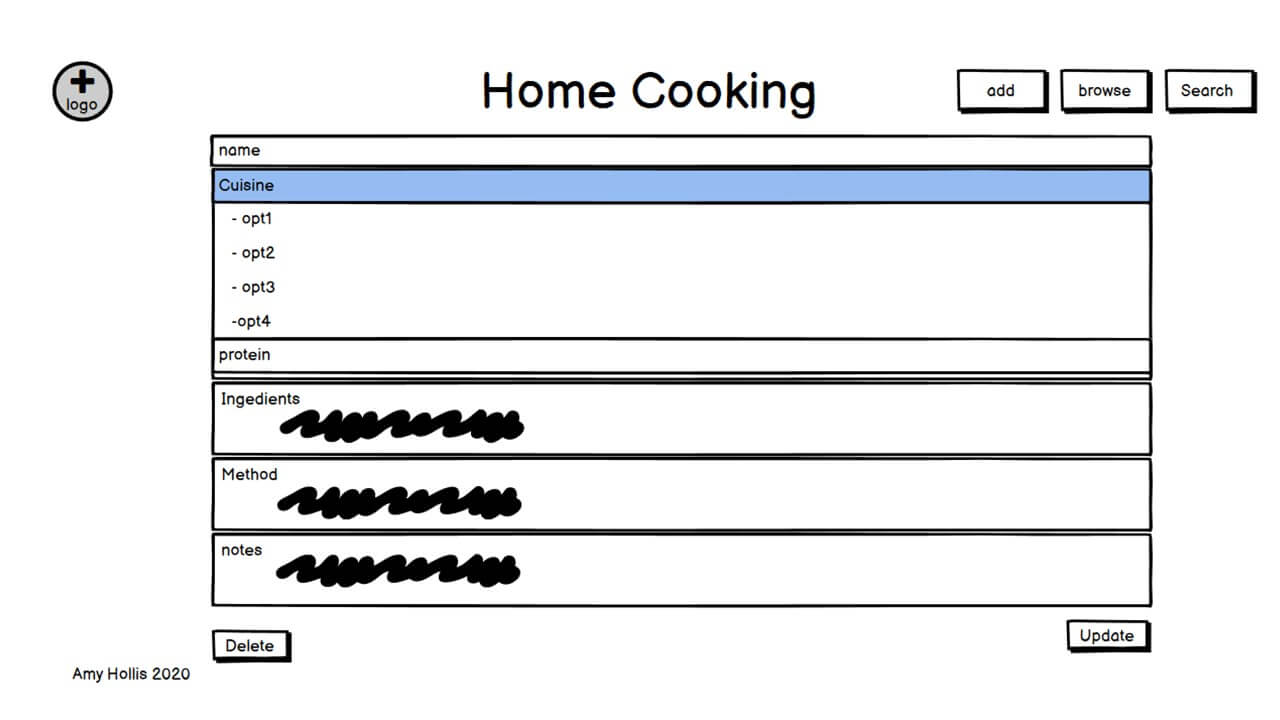 logo
Home Cooking
add
browse
Search
name
Cuisine
- opt1
- opt2
- opt3
-opt4
protein
Ingedients
Method
notes
Delete
Update
Amy Hollis 2020